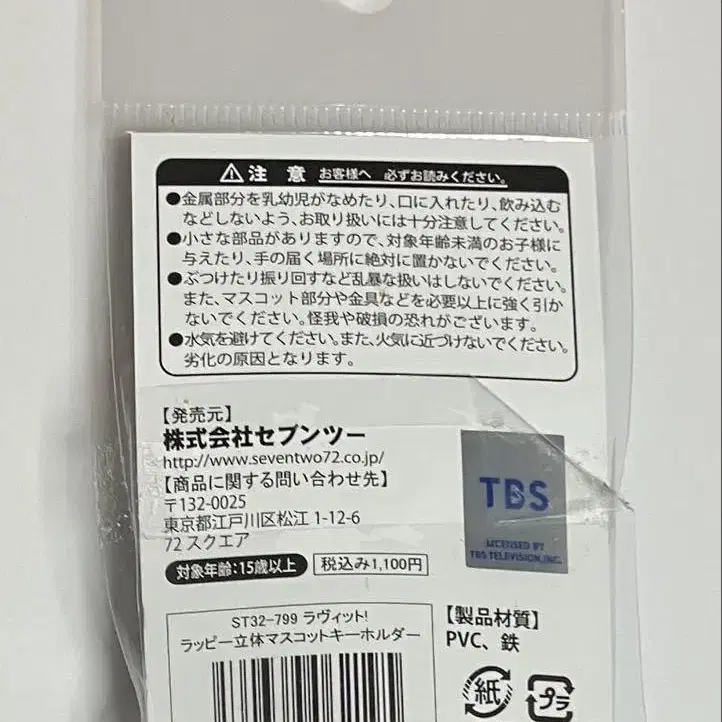 注 意 お客様へ 必ずお読みください。
●金属部分を乳幼児がなめたり、口に入れたり、飲み込む
などしないよう、お取り扱いには十分注意してください。
●小さな部品がありますので、対象年齢未満のお子様に
与えたり、手の届く場所に絶対に置かないでください。
●ぶつけたり振り回すなど乱暴な扱いはしないでください。
また、マスコット部分や金具などを必要以上に強く引か
ないでください。怪我や破損の恐れがございます。
●水気を避けてください。また、火気に近づけないでください。
劣化の原因となります。
【発売元】
株式会社セブンツー
http://www.seventwo72.co.jp/
【商品に関する問い合わせ先】
〒132-0025
東京都江戸川区松江 1-12-6
72 スクエア
対象年齢:15歳以上 税込み1,100円
TBS
LICENSED BY
TBS TELEVISION, INC.
ST32-799 ラヴィット!
ラッピー立体マスコットキーホルダー
【製品材質】
PVC、鉄
紙 プラ